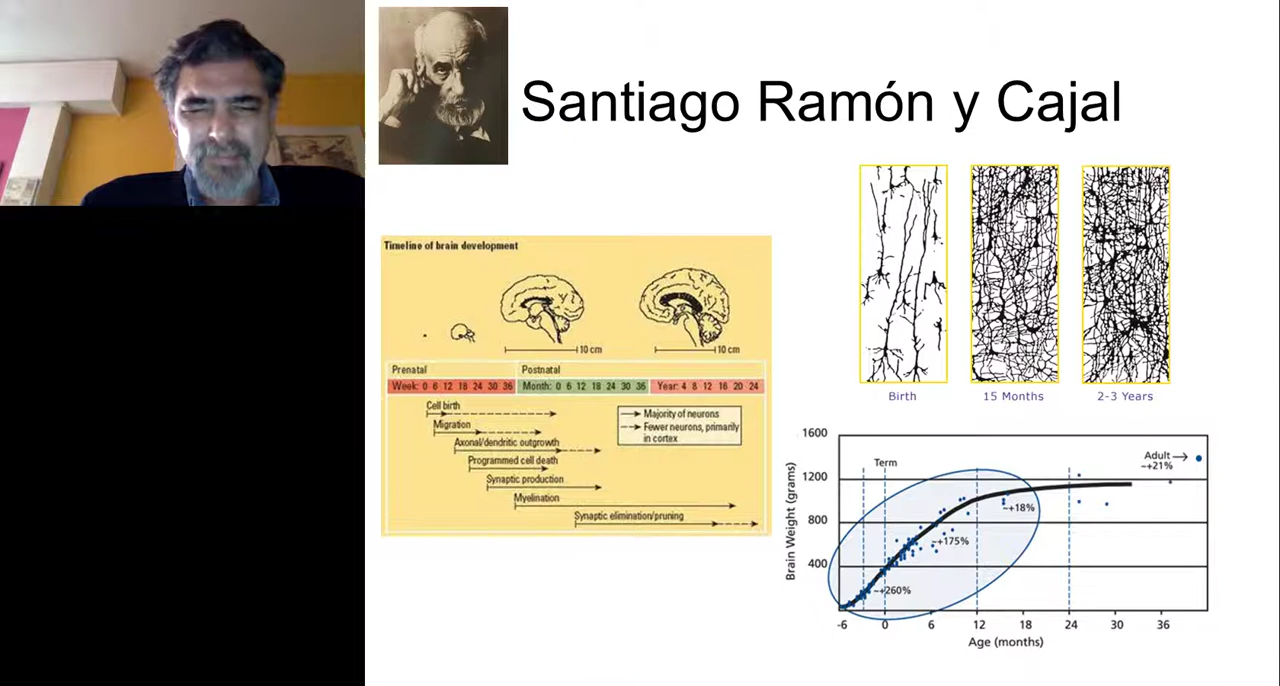 Santiago Ramón y Cajal
Timeline of brain development
10 cm
10 cm
Prenatal
Postnatal
Week: 0 6 12 18 24 30 36
Month: 0 6 12 18 24 30 36
Year: 4 8 12 16 20 24
Cell birth
Migration
Axonal/dendritic outgrowth
Programmed cell death
Synaptic production
Myelination
Synaptic elimination/pruning
Majority of neurons
Fewer neurons, primarily
in cortex
Birth
15 Months
2-3 Years
1600
1200
800
400
Brain Weight (grams)
Term
Adult
~+21%
~+18%
~+175%
~+260%
-6 0 6 12 18 24 30 36
Age (months)